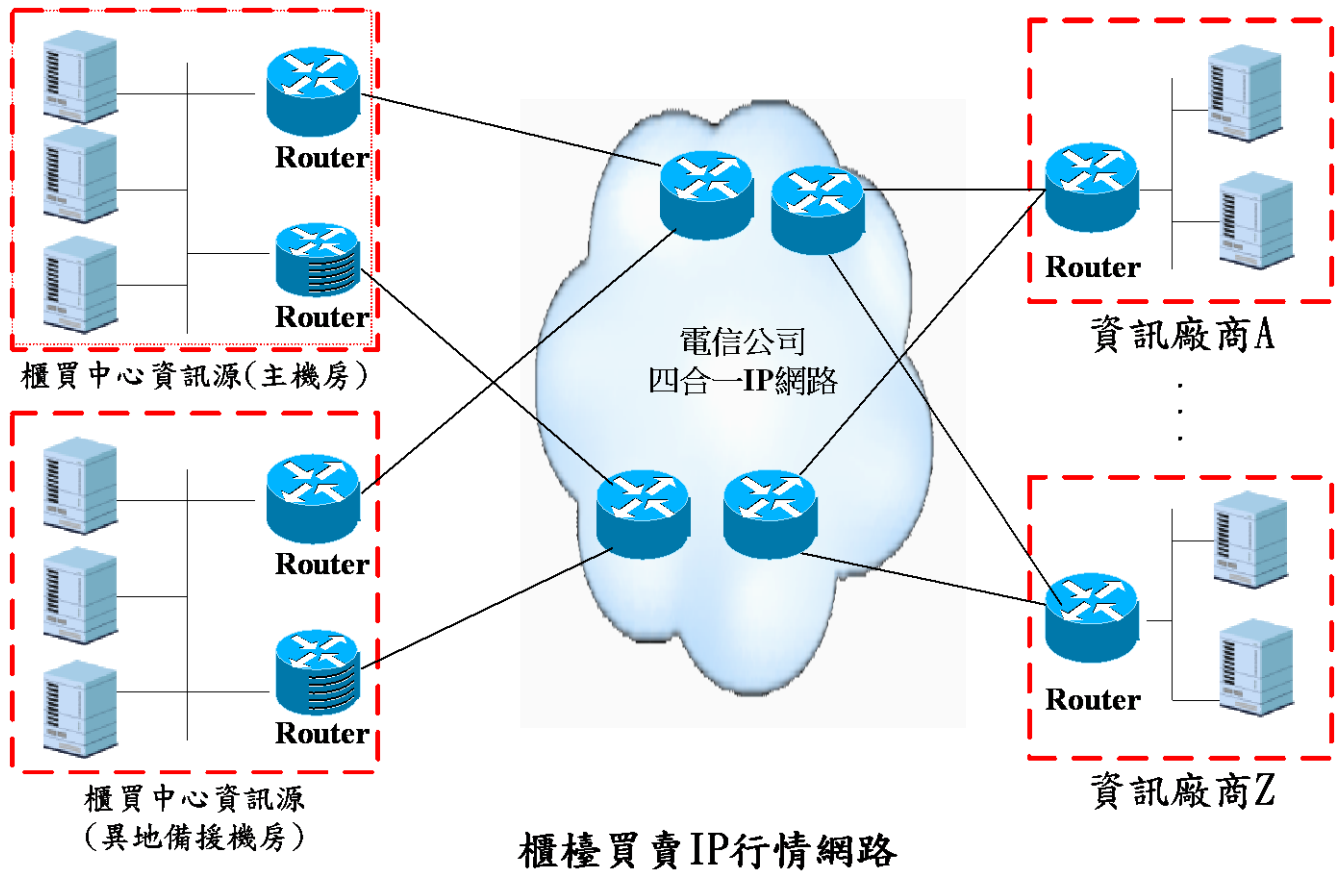 Router
Router
櫃買中心資訊源(主機房)
Router
Router
櫃買中心資訊源
(異地備援機房)
電信公司
四合一IP網路
Router
資訊廠商A
.
.
.
Router
資訊廠商Z
櫃檯買賣IP行情網路